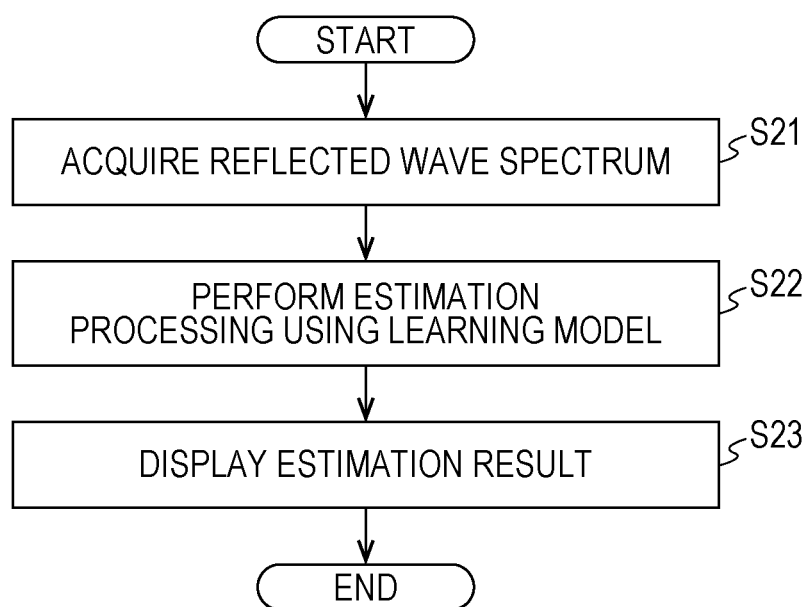 START
ACQUIRE REFLECTED WAVE SPECTRUM
S21
PERFORM ESTIMATION
PROCESSING USING LEARNING MODEL
S22
DISPLAY ESTIMATION RESULT
S23
END